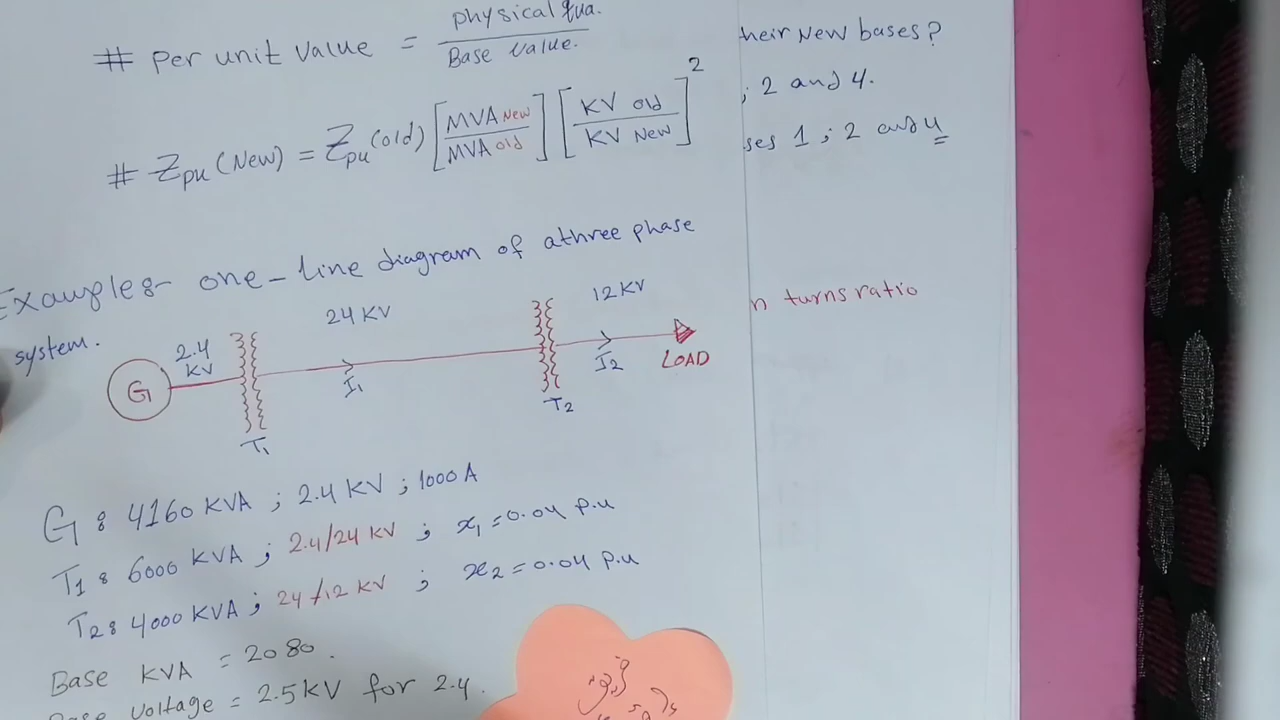 # Per unit value = physical qua. / Base value.
# Zpu (New) = Zpu (old) [MVA New / MVA old] [KV old / KV New]²
heir New bases?
; 2 and 4.
ses 1 ; 2 and 4
Example:- one-line diagram of a three phase
system.
24 KV
12 KV
2.4
KV
G
I1
I2
LOAD
T1
T2
n turns ratio
G : 4160 KVA ; 2.4 KV ; 1000 A
T1 : 6000 KVA ; 2.4/24 KV ; x1 = 0.04 p.u
T2 : 4000 KVA ; 24/12 KV ; x2 = 0.04 p.u
Base KVA = 2080.
Base voltage = 2.5 KV for 2.4.